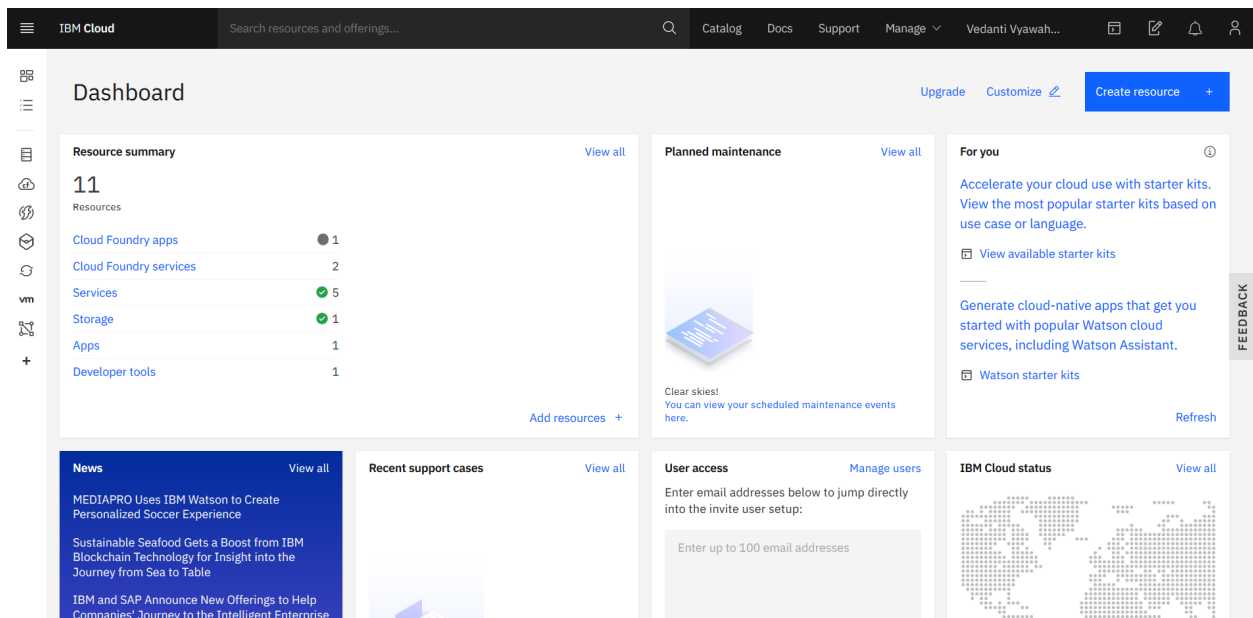 IBM Cloud
Search resources and offerings...
Catalog
Docs
Support
Manage
Vedanti Vyawah...
Dashboard
Upgrade
Customize
Create resource +
Resource summary
View all
11
Resources
Cloud Foundry apps 1
Cloud Foundry services 2
Services 5
Storage 1
Apps 1
Developer tools 1
Add resources +
Planned maintenance
View all
Clear skies!
You can view your scheduled maintenance events
here.
For you
Accelerate your cloud use with starter kits.
View the most popular starter kits based on
use case or language.
View available starter kits
Generate cloud-native apps that get you
started with popular Watson cloud
services, including Watson Assistant.
Watson starter kits
Refresh
FEEDBACK
vm
+
News
View all
MEDIAPRO Uses IBM Watson to Create
Personalized Soccer Experience
Sustainable Seafood Gets a Boost from IBM
Blockchain Technology for Insight into the
Journey from Sea to Table
IBM and SAP Announce New Offerings to Help
Companies' Journey to the Intelligent Enterprise
Recent support cases
View all
User access
Manage users
Enter email addresses below to jump directly
into the invite user setup:
Enter up to 100 email addresses
IBM Cloud status
View all